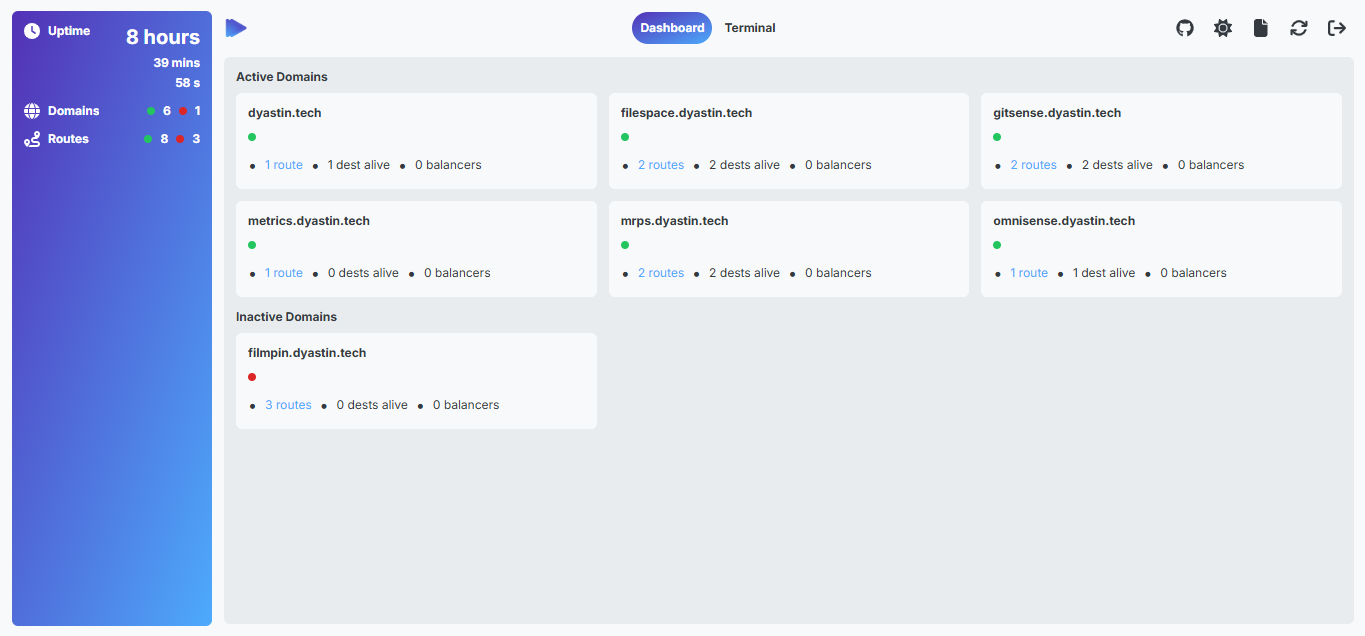 Uptime
8 hours
39 mins
58 s
Domains 6 1
Routes 8 3
Dashboard Terminal
Active Domains
dyastin.tech
1 route 1 dest alive 0 balancers
filespace.dyastin.tech
2 routes 2 dests alive 0 balancers
gitsense.dyastin.tech
2 routes 2 dests alive 0 balancers
metrics.dyastin.tech
1 route 0 dests alive 0 balancers
mrps.dyastin.tech
2 routes 2 dests alive 0 balancers
omnisense.dyastin.tech
1 route 1 dest alive 0 balancers
Inactive Domains
filmpin.dyastin.tech
3 routes 0 dests alive 0 balancers